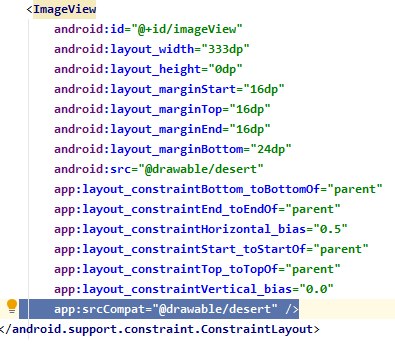 <ImageView
android:id="@+id/imageView"
android:layout_width="333dp"
android:layout_height="0dp"
android:layout_marginStart="16dp"
android:layout_marginTop="16dp"
android:layout_marginEnd="16dp"
android:layout_marginBottom="24dp"
android:src="@drawable/desert"
app:layout_constraintBottom_toBottomOf="parent"
app:layout_constraintEnd_toEndOf="parent"
app:layout_constraintHorizontal_bias="0.5"
app:layout_constraintStart_toStartOf="parent"
app:layout_constraintTop_toTopOf="parent"
app:layout_constraintVertical_bias="0.0"
app:srcCompat="@drawable/desert" />
</android.support.constraint.ConstraintLayout>